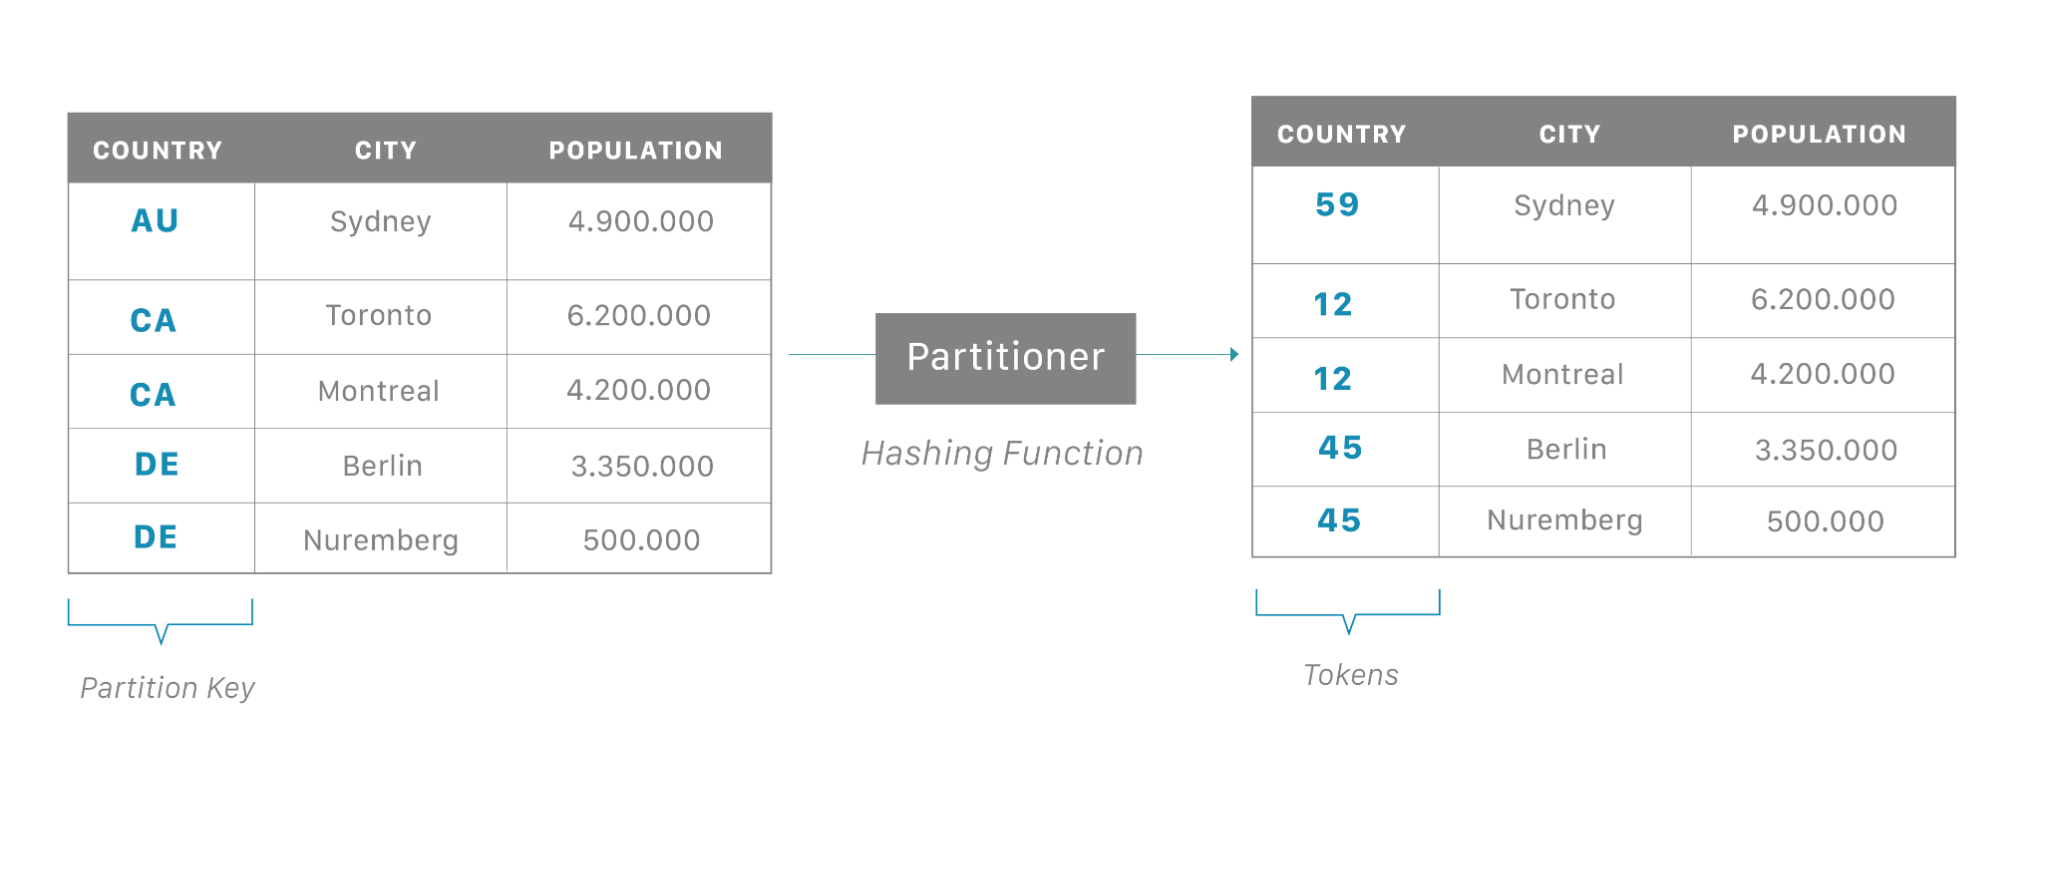 COUNTRY CITY POPULATION
AU Sydney 4.900.000
CA Toronto 6.200.000
CA Montreal 4.200.000
DE Berlin 3.350.000
DE Nuremberg 500.000
Partition Key
Partitioner
Hashing Function
COUNTRY CITY POPULATION
59 Sydney 4.900.000
12 Toronto 6.200.000
12 Montreal 4.200.000
45 Berlin 3.350.000
45 Nuremberg 500.000
Tokens